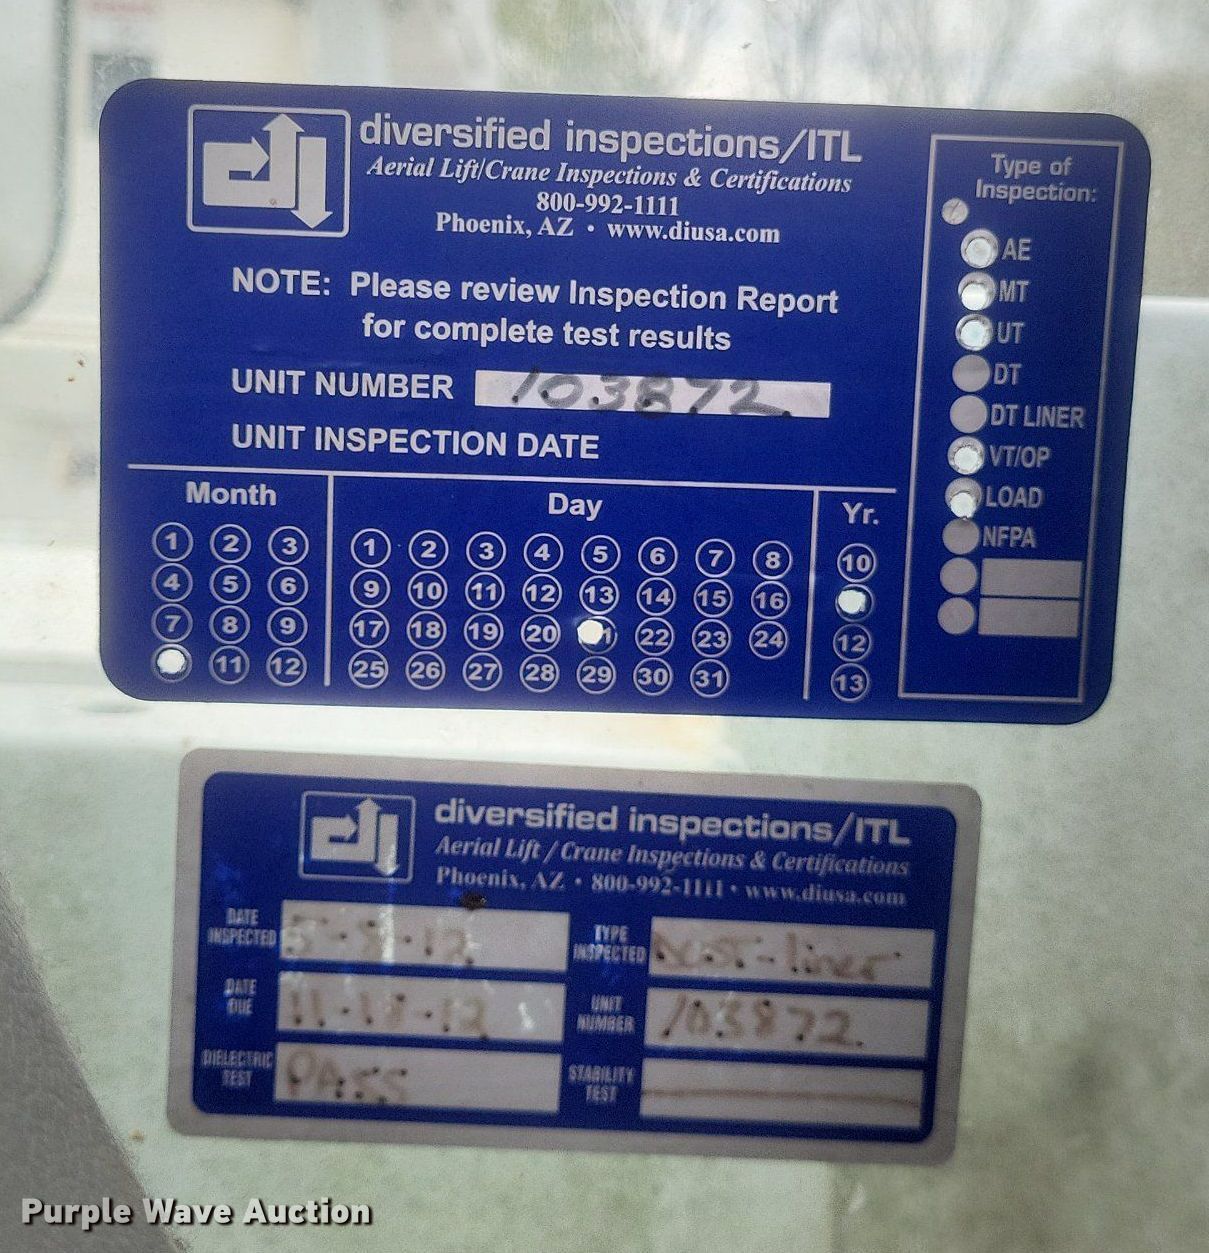 diversified inspections/ITL
Aerial Lift/Crane Inspections & Certifications
800-992-1111
Phoenix, AZ · www.diusa.com
NOTE: Please review Inspection Report
for complete test results
UNIT NUMBER 103872
UNIT INSPECTION DATE
Month
1 2 3
4 5 6
7 8 9
11 12
Day
1 2 3 4 5 6 7 8
9 10 11 12 13 14 15 16
17 18 19 20 22 23 24
25 26 27 28 29 30 31
Yr.
10
12
13
Type of
Inspection:
AE
MT
UT
DT
DT LINER
VT/OP
LOAD
NFPA
diversified inspections/ITL
Aerial Lift / Crane Inspections & Certifications
Phoenix, AZ · 800-992-1111 · www.diusa.com
DATE
INSPECTED 5-8-12
DATE
DUE
DIELECTRIC
TEST PASS
TYPE
INSPECTED
UNIT
NUMBER 103872
STABILITY
TEST
Purple Wave Auction